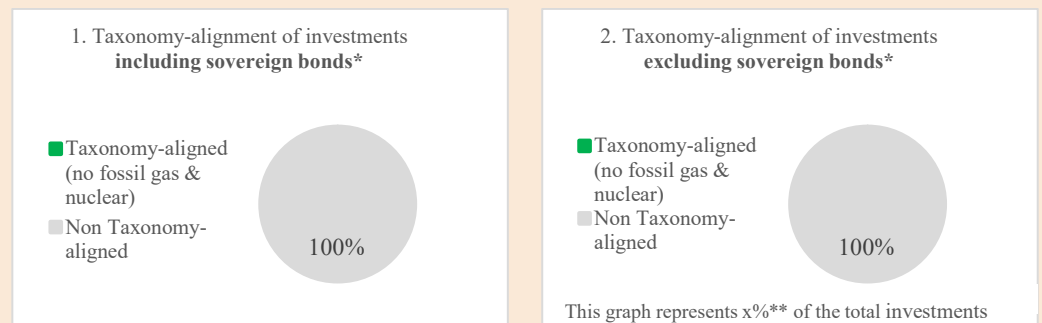 1. Taxonomy-alignment of investments
including sovereign bonds*
Taxonomy-aligned
(no fossil gas &
nuclear)
Non Taxonomy-
aligned
100%
2. Taxonomy-alignment of investments
excluding sovereign bonds*
Taxonomy-aligned
(no fossil gas &
nuclear)
Non Taxonomy-
aligned
100%
This graph represents x%** of the total investments